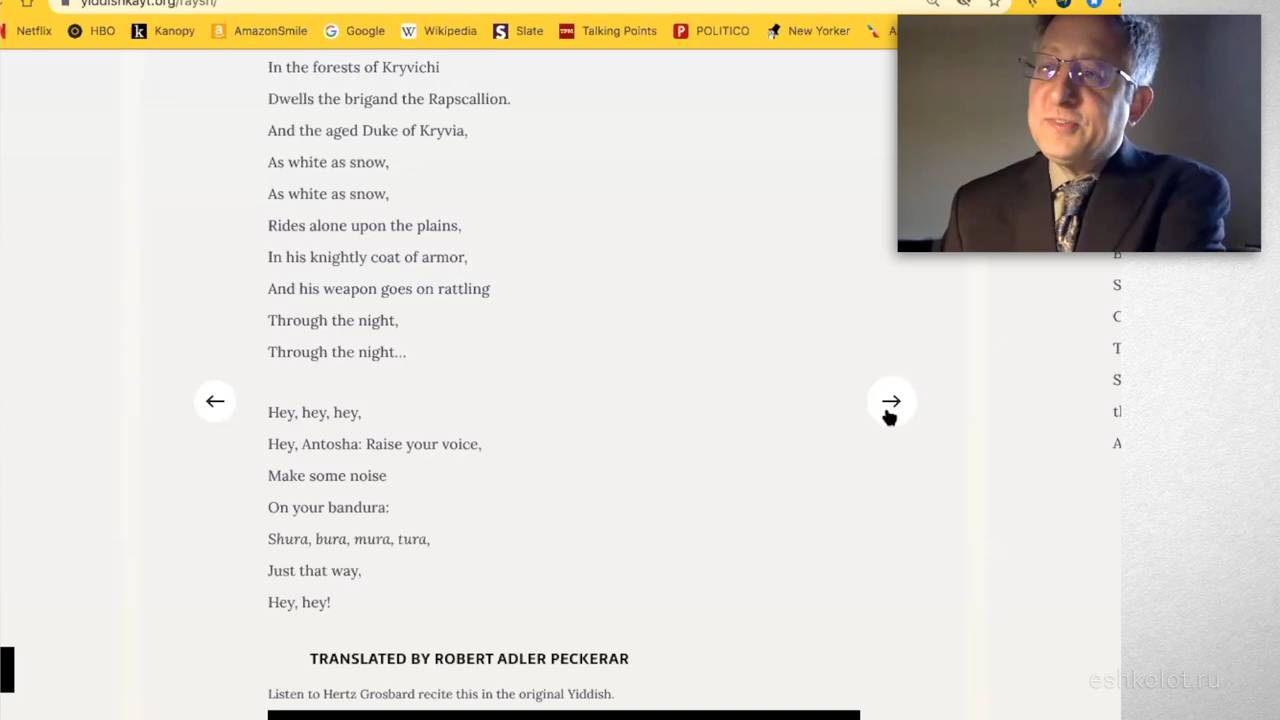 yiddishkayt.org/raysn/
Netflix HBO Kanopy AmazonSmile Google Wikipedia Slate TPM Talking Points POLITICO New Yorker
In the forests of Kryvichi
Dwells the brigand the Rapscallion.
And the aged Duke of Kryvia,
As white as snow,
As white as snow,
Rides alone upon the plains,
In his knightly coat of armor,
And his weapon goes on rattling
Through the night,
Through the night...
Hey, hey, hey,
Hey, Antosha: Raise your voice,
Make some noise
On your bandura:
Shura, bura, mura, tura,
Just that way,
Hey, hey!
TRANSLATED BY ROBERT ADLER PECKERAR
Listen to Hertz Grosbard recite this in the original Yiddish.
eshkolot.ru